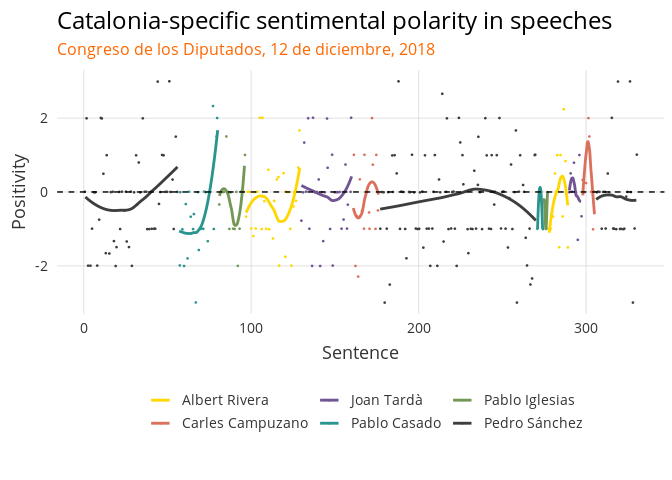 Catalonia-specific sentimental polarity in speeches
Congreso de los Diputados, 12 de diciembre, 2018
Positivity
2
0
-2
0 100 200 300
Sentence
Albert Rivera Joan Tardà Pablo Iglesias
Carles Campuzano Pablo Casado Pedro Sánchez